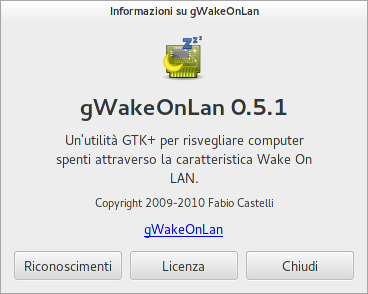 Informazioni su gWakeOnLan
zzz
gWakeOnLan 0.5.1
Un'utilità GTK+ per risvegliare computer
spenti attraverso la caratteristica Wake On
LAN.
Copyright 2009-2010 Fabio Castelli
gWakeOnLan
Riconoscimenti
Licenza
Chiudi